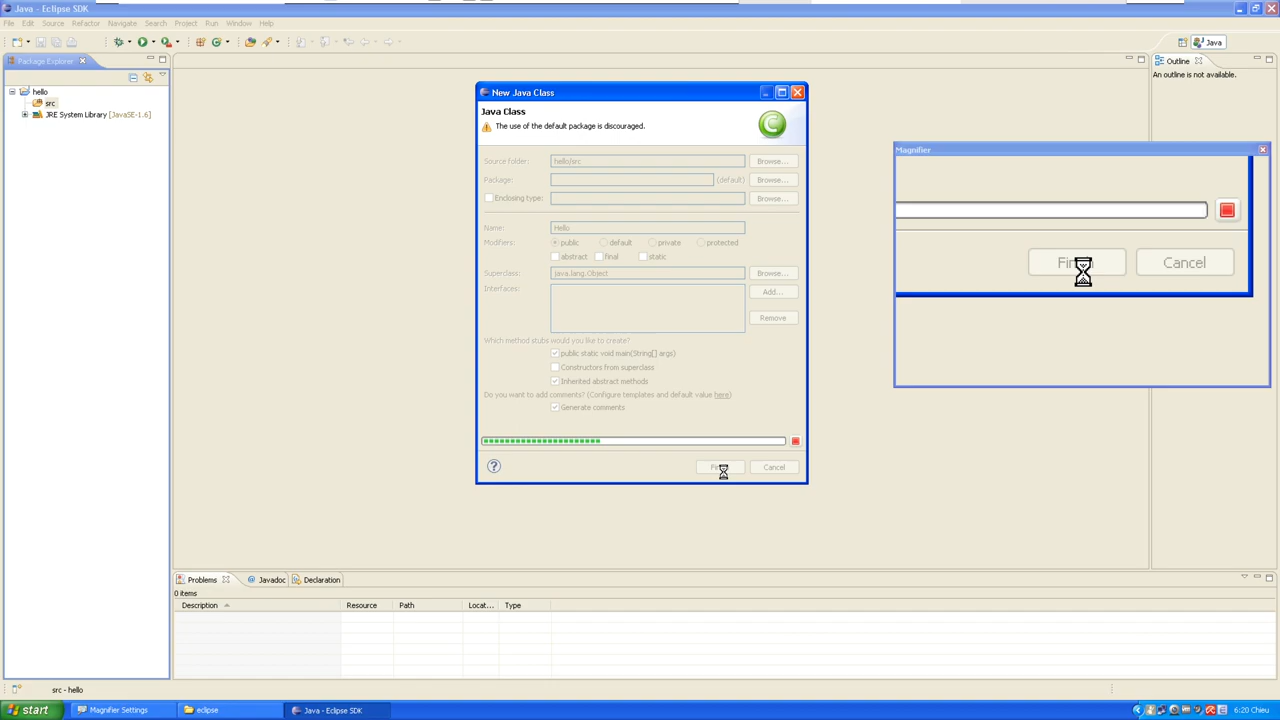 Java - Eclipse SDK
File Edit Source Refactor Navigate Search Project Run Window Help
Java
Package Explorer
hello
src
JRE System Library [JavaSE-1.6]
Outline
An outline is not available.
New Java Class
Java Class
The use of the default package is discouraged.
Source folder: hello/src Browse...
Package: (default) Browse...
Enclosing type: Browse...
Name: Hello
Modifiers: public default private protected
abstract final static
Superclass: java.lang.Object Browse...
Interfaces: Add...
Remove
Which method stubs would you like to create?
public static void main(String[] args)
Constructors from superclass
Inherited abstract methods
Do you want to add comments? (Configure templates and default value here)
Generate comments
Cancel
Magnifier
Cancel
Problems Javadoc Declaration
0 items
Description Resource Path Locat... Type
src - hello
start Magnifier Settings eclipse Java - Eclipse SDK 6:20 Chieu